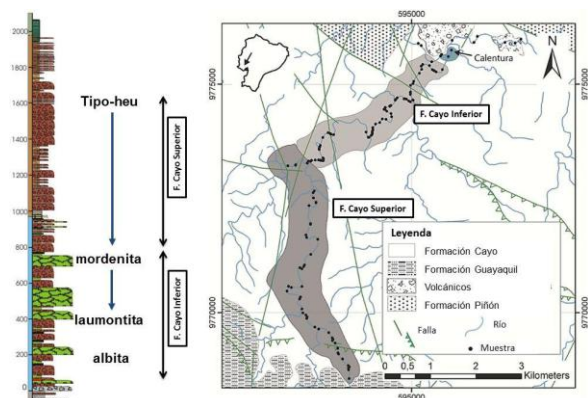 2000
1800
1600
1400
1200
1000
800
600
400
200
0
Tipo-heu
mordenita
laumontita
albita
F. Cayo Superior
F. Cayo Inferior
595000
9775000
9770000
N
Calentura
F. Cayo Inferior
F. Cayo Superior
Leyenda
Formación Cayo
Formación Guayaquil
Volcánicos
Formación Piñón
Falla
Río
Muestra
0 0,5 1 2 3
Kilometers
595000